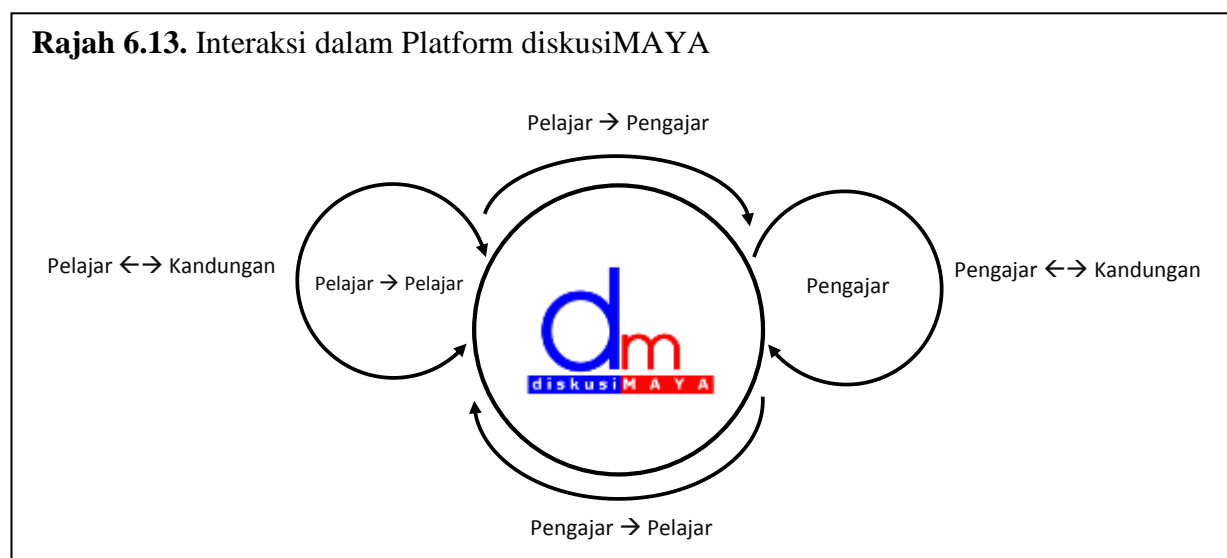 Rajah 6.13. Interaksi dalam Platform diskusiMAYA
Pelajar → Pengajar
Pelajar ←→ Kandungan
Pelajar → Pelajar
Pengajar
Pengajar ←→ Kandungan
dm
diskusiMAYA
Pengajar → Pelajar